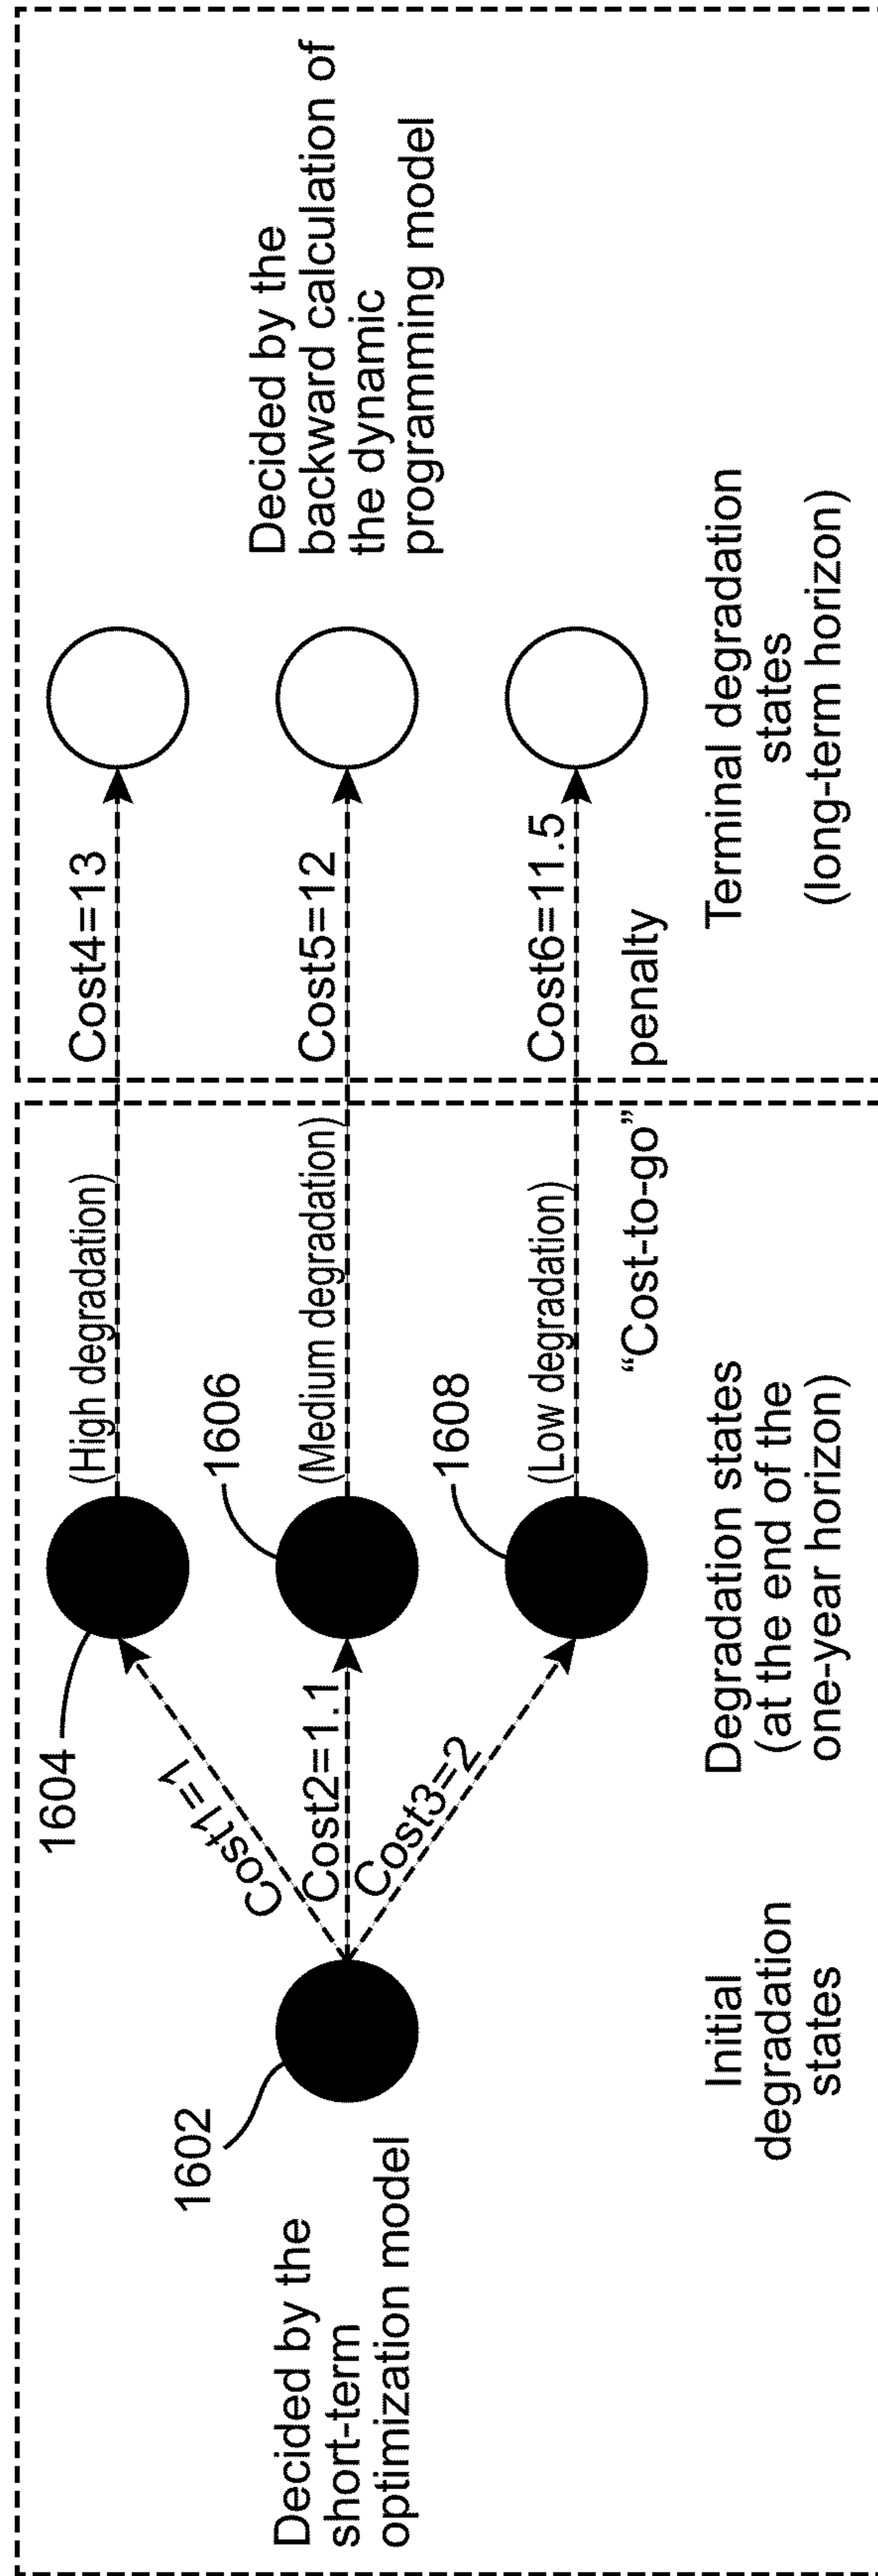 Decided by the
short-term
optimization model
1602
Initial
degradation
states
Cost1=1
Cost2=1.1
Cost3=2
1604
1606
1608
(High degradation)
(Medium degradation)
(Low degradation)
Degradation states
(at the end of the
one-year horizon)
“Cost-to-go” penalty
Cost4=13
Cost5=12
Cost6=11.5
Terminal degradation
states
(long-term horizon)
Decided by the
backward calculation of
the dynamic
programming model